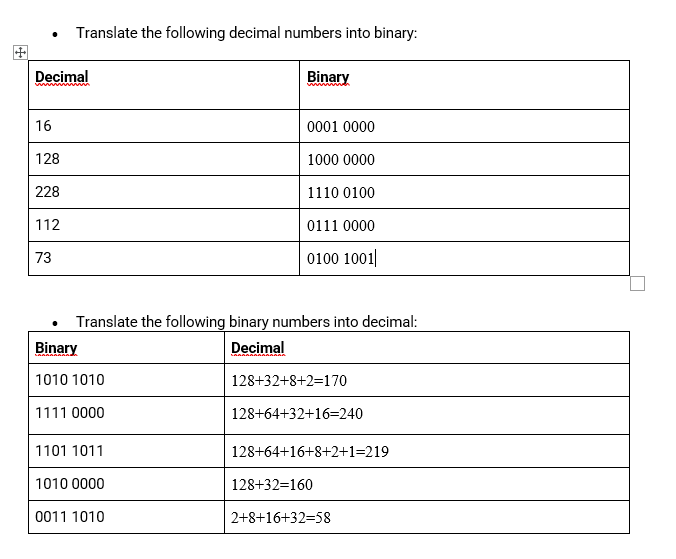 • Translate the following decimal numbers into binary:
Decimal Binary
16 0001 0000
128 1000 0000
228 1110 0100
112 0111 0000
73 0100 1001
• Translate the following binary numbers into decimal:
Binary Decimal
1010 1010 128+32+8+2=170
1111 0000 128+64+32+16=240
1101 1011 128+64+16+8+2+1=219
1010 0000 128+32=160
0011 1010 2+8+16+32=58